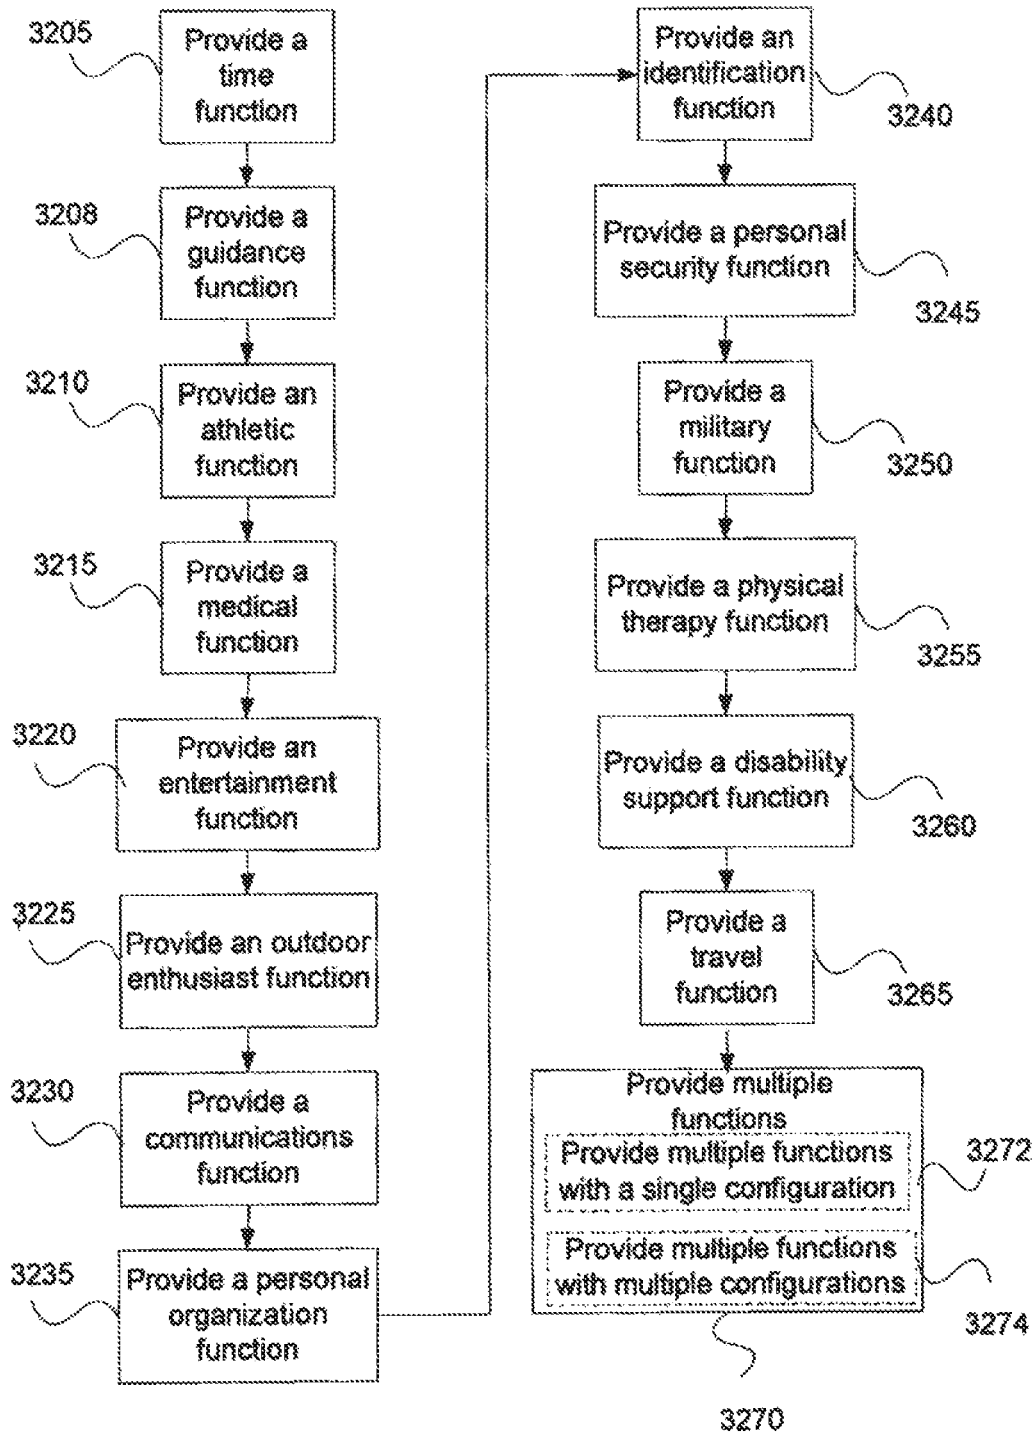 3205
Provide a
time
function
3208
Provide a
guidance
function
3210
Provide an
athletic
function
3215
Provide a
medical
function
3220
Provide an
entertainment
function
3225
Provide an outdoor
enthusiast function
3230
Provide a
communications
function
3235
Provide a personal
organization
function
Provide an
identification
function
3240
Provide a personal
security function
3245
Provide a
military
function
3250
Provide a physical
therapy function
3255
Provide a disability
support function
3260
Provide a
travel
function
3265
Provide multiple
functions
Provide multiple functions
with a single configuration
3272
Provide multiple functions
with multiple configurations
3274
3270